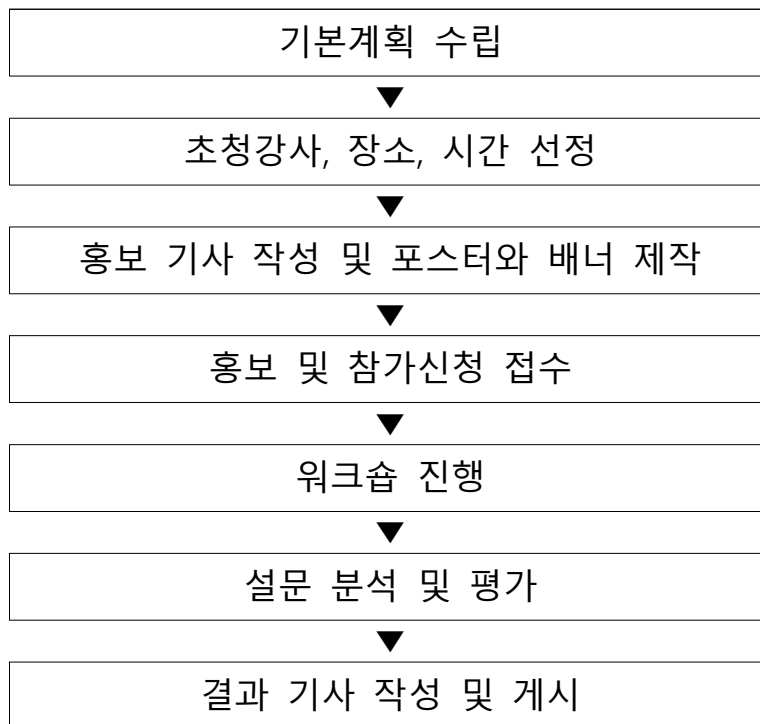 기본계획 수립
▼
초청강사, 장소, 시간 선정
▼
홍보 기사 작성 및 포스터와 배너 제작
▼
홍보 및 참가신청 접수
▼
워크숍 진행
▼
설문 분석 및 평가
▼
결과 기사 작성 및 게시